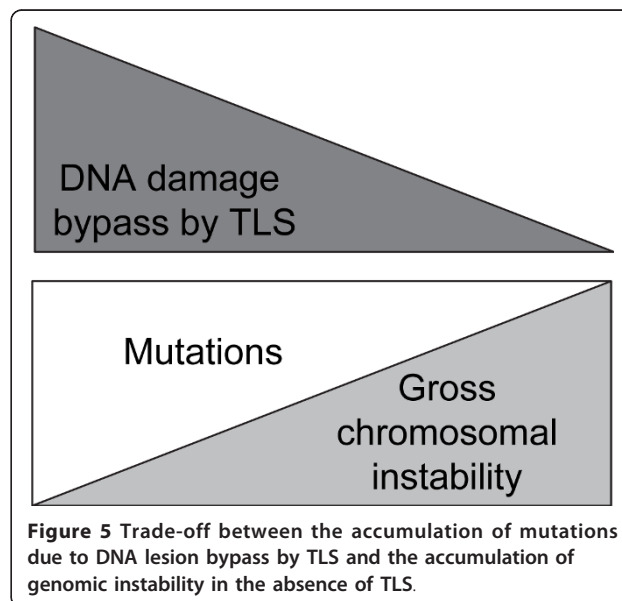 DNA damage
bypass by TLS
Mutations
Gross
chromosomal
instability
Figure 5 Trade-off between the accumulation of mutations
due to DNA lesion bypass by TLS and the accumulation of
genomic instability in the absence of TLS.